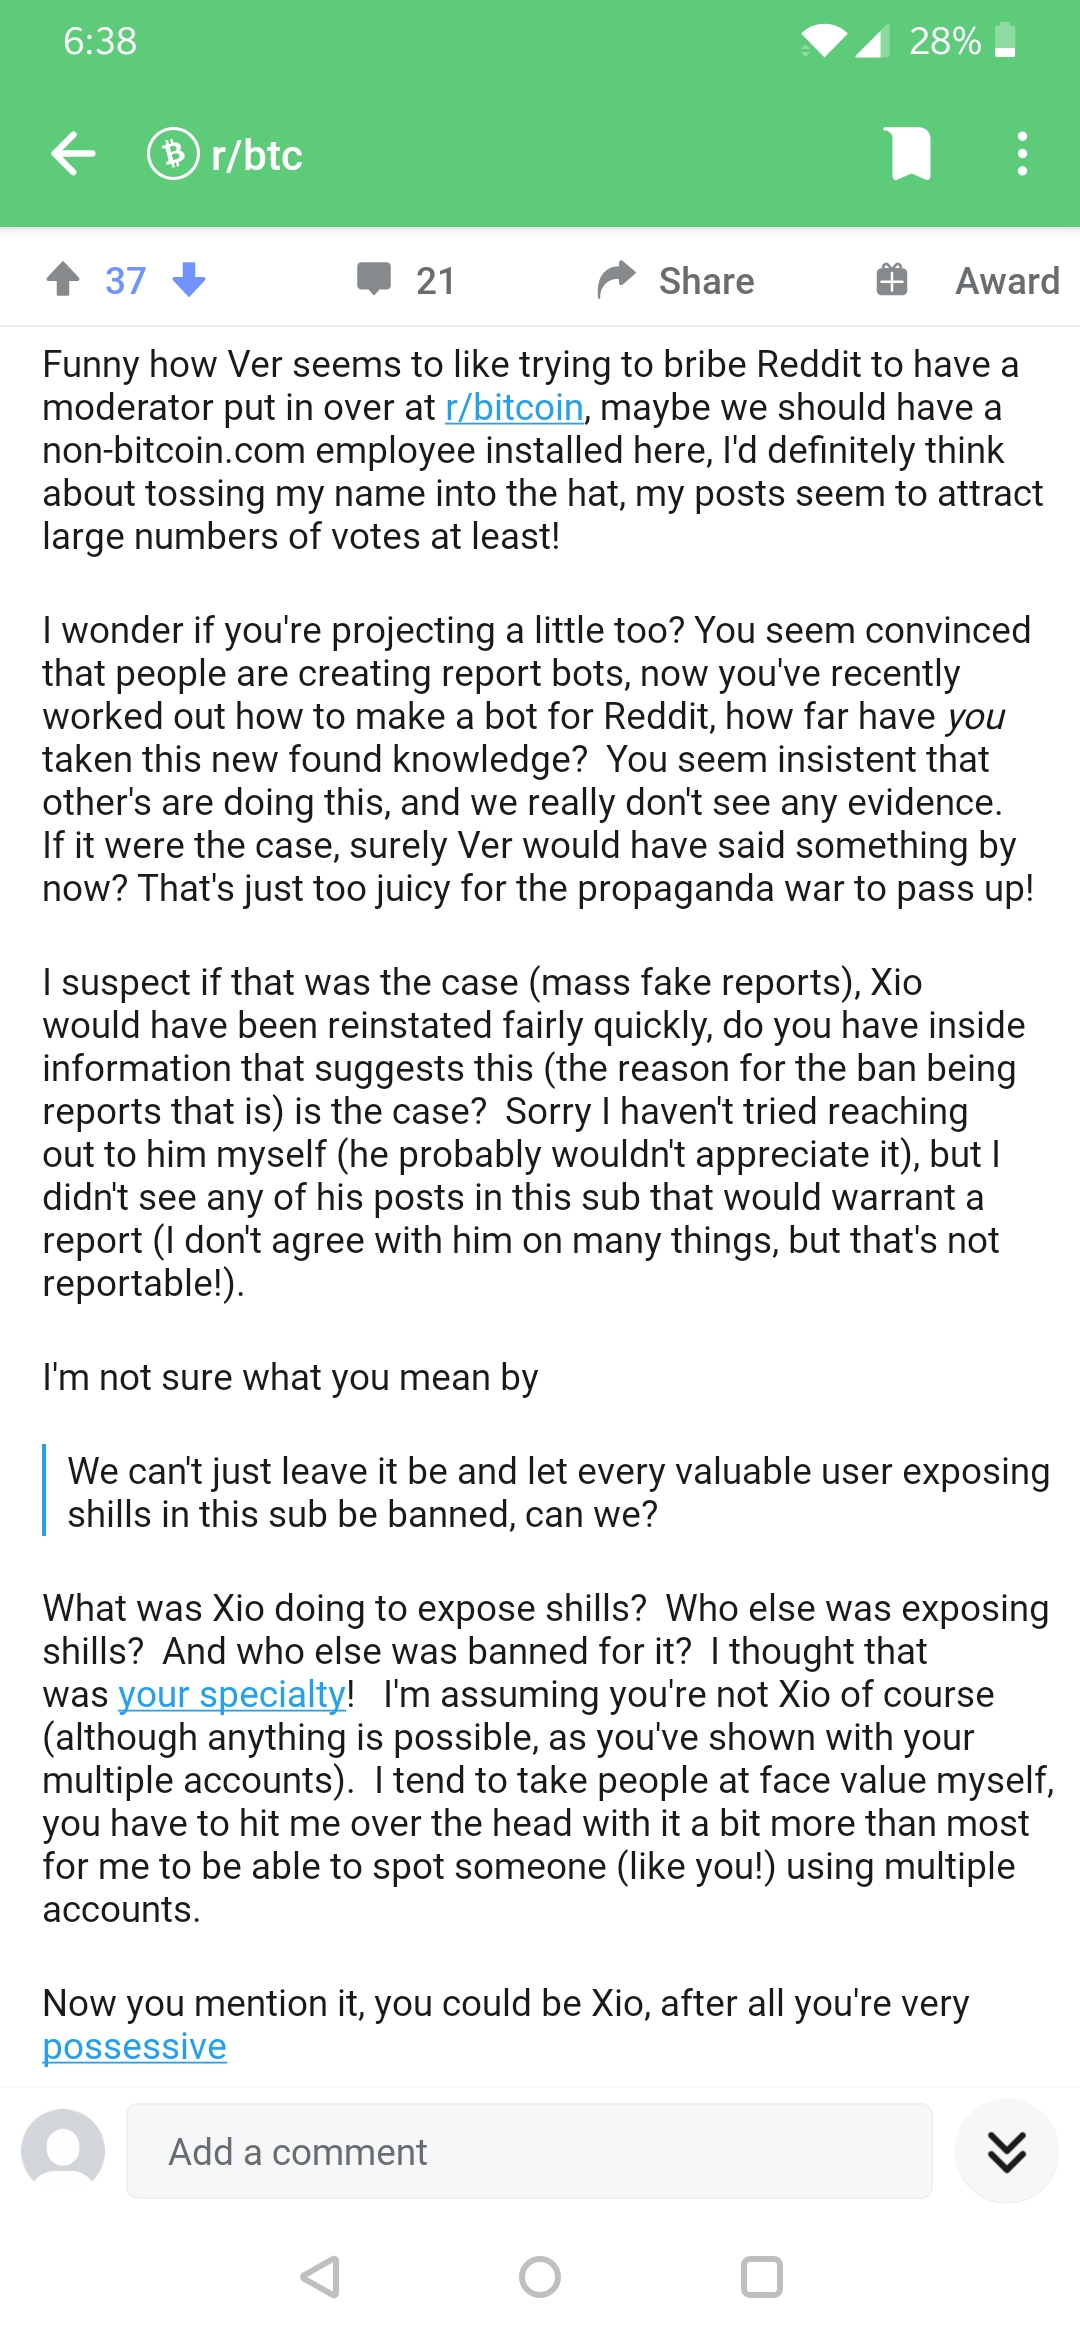 6:38
28%
r/btc
37
21
Share
Award
Funny how Ver seems to like trying to bribe Reddit to have a
moderator put in over at r/bitcoin, maybe we should have a
non-bitcoin.com employee installed here, I'd definitely think
about tossing my name into the hat, my posts seem to attract
large numbers of votes at least!
I wonder if you're projecting a little too? You seem convinced
that people are creating report bots, now you've recently
worked out how to make a bot for Reddit, how far have you
taken this new found knowledge?  You seem insistent that
other's are doing this, and we really don't see any evidence.
If it were the case, surely Ver would have said something by
now? That's just too juicy for the propaganda war to pass up!
I suspect if that was the case (mass fake reports), Xio
would have been reinstated fairly quickly, do you have inside
information that suggests this (the reason for the ban being
reports that is) is the case?  Sorry I haven't tried reaching
out to him myself (he probably wouldn't appreciate it), but I
didn't see any of his posts in this sub that would warrant a
report (I don't agree with him on many things, but that's not
reportable!).
I'm not sure what you mean by
We can't just leave it be and let every valuable user exposing
shills in this sub be banned, can we?
What was Xio doing to expose shills?  Who else was exposing
shills?  And who else was banned for it?  I thought that
was your specialty!   I'm assuming you're not Xio of course
(although anything is possible, as you've shown with your
multiple accounts).  I tend to take people at face value myself,
you have to hit me over the head with it a bit more than most
for me to be able to spot someone (like you!) using multiple
accounts.
Now you mention it, you could be Xio, after all you're very
possessive
Add a comment